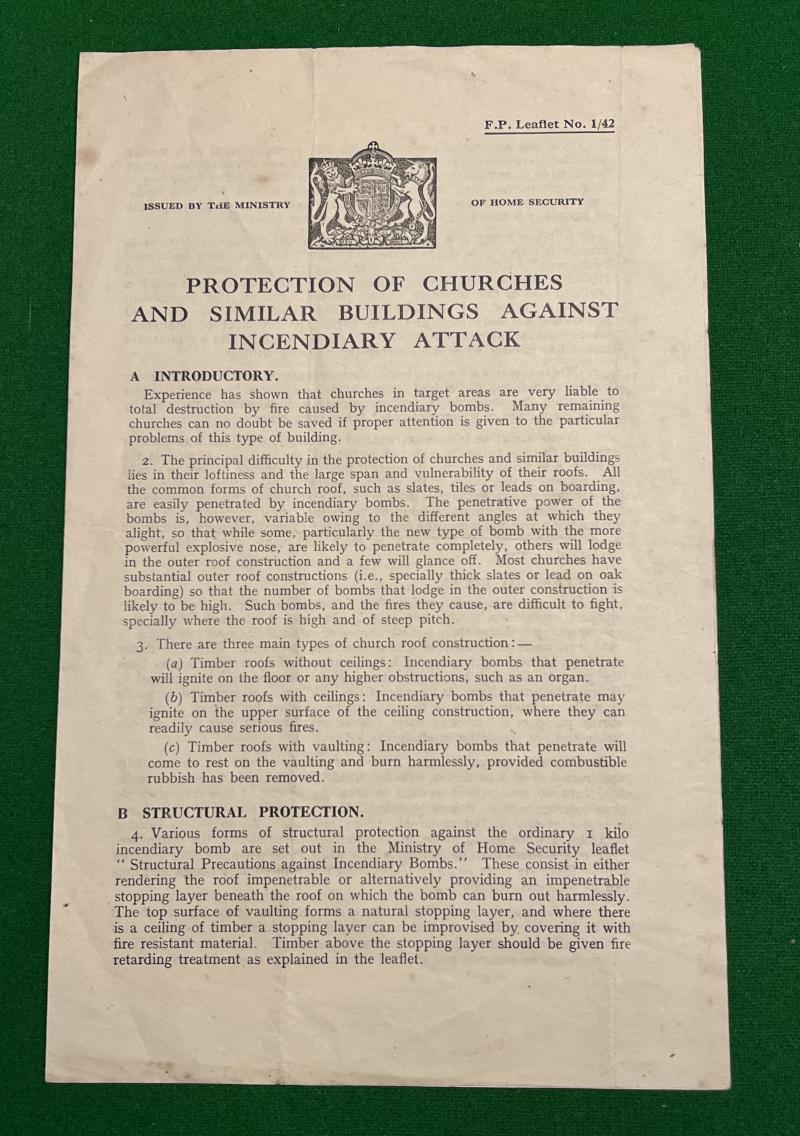 F.P. Leaflet No. 1/42
ISSUED BY THE MINISTRY OF HOME SECURITY
PROTECTION OF CHURCHES
AND SIMILAR BUILDINGS AGAINST
INCENDIARY ATTACK
A INTRODUCTORY.
Experience has shown that churches in target areas are very liable to
total destruction by fire caused by incendiary bombs. Many remaining
churches can no doubt be saved if proper attention is given to the particular
problems of this type of building.
2. The principal difficulty in the protection of churches and similar buildings
lies in their loftiness and the large span and vulnerability of their roofs. All
the common forms of church roof, such as slates, tiles or leads on boarding,
are easily penetrated by incendiary bombs. The penetrative power of the
bombs is, however, variable owing to the different angles at which they
alight, so that while some, particularly the new type of bomb with the more
powerful explosive nose, are likely to penetrate completely, others will lodge
in the outer roof construction and a few will glance off. Most churches have
substantial outer roof constructions (i.e., specially thick slates or lead on oak
boarding) so that the number of bombs that lodge in the outer construction is
likely to be high. Such bombs, and the fires they cause, are difficult to fight,
specially where the roof is high and of steep pitch.
3. There are three main types of church roof construction:—
(a) Timber roofs without ceilings: Incendiary bombs that penetrate
will ignite on the floor or any higher obstructions, such as an organ.
(b) Timber roofs with ceilings: Incendiary bombs that penetrate may
ignite on the upper surface of the ceiling construction, where they can
readily cause serious fires.
(c) Timber roofs with vaulting: Incendiary bombs that penetrate will
come to rest on the vaulting and burn harmlessly, provided combustible
rubbish has been removed.
B STRUCTURAL PROTECTION.
4. Various forms of structural protection against the ordinary 1 kilo
incendiary bomb are set out in the Ministry of Home Security leaflet
"Structural Precautions against Incendiary Bombs." These consist in either
rendering the roof impenetrable or alternatively providing an impenetrable
stopping layer beneath the roof on which the bomb can burn out harmlessly.
The top surface of vaulting forms a natural stopping layer, and where there
is a ceiling of timber a stopping layer can be improvised by covering it with
fire resistant material. Timber above the stopping layer should be given fire
retarding treatment as explained in the leaflet.